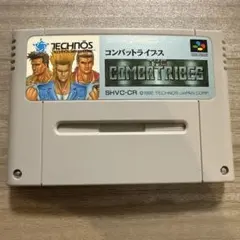 TECHNŌS
コンバットライブス
THE
COMBATRIBES
SHVC-CR ©1992 TECHNOS JAPAN CORP.